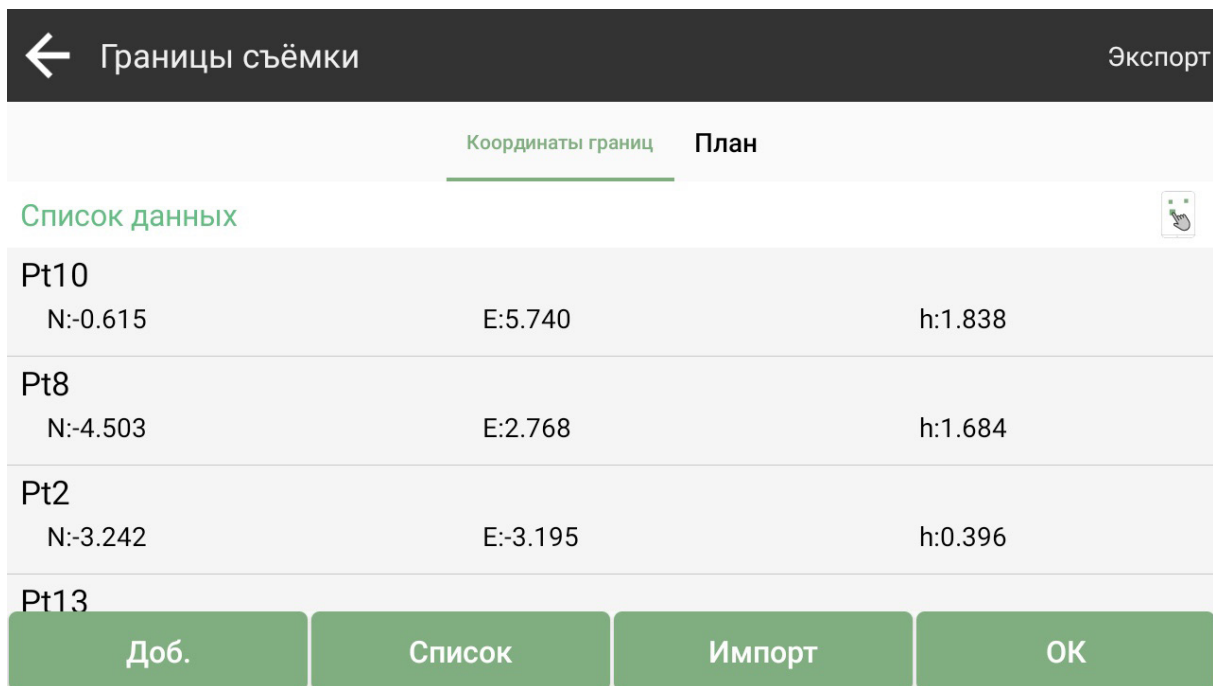 Границы съёмки Экспорт
Координаты границ План
Список данных
Pt10
N:-0.615 E:5.740 h:1.838
Pt8
N:-4.503 E:2.768 h:1.684
Pt2
N:-3.242 E:-3.195 h:0.396
Pt13
Доб. Список Импорт ОК